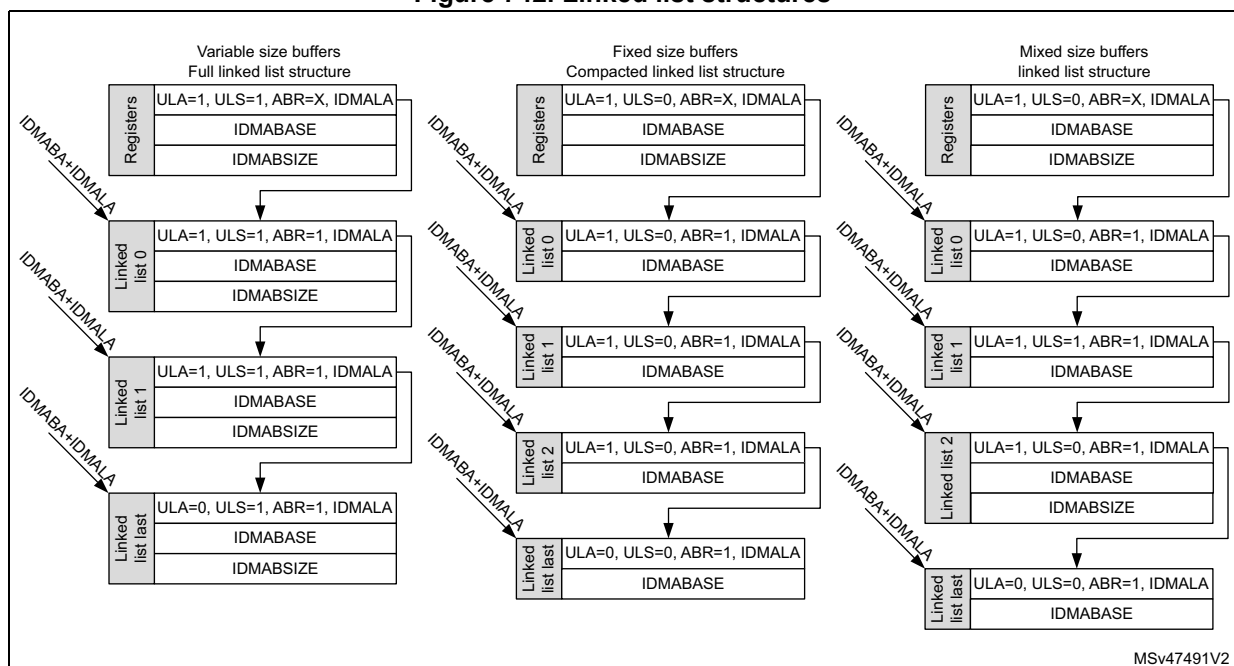 Figure Linked list structures
Variable size buffers
Full linked list structure
Registers
ULA=1, ULS=1, ABR=X, IDMALA
IDMABASE
IDMABSIZE
IDMABA+IDMALA
Linked
list 0
ULA=1, ULS=1, ABR=1, IDMALA
IDMABASE
IDMABSIZE
IDMABA+IDMALA
Linked
list 1
ULA=1, ULS=1, ABR=1, IDMALA
IDMABASE
IDMABSIZE
IDMABA+IDMALA
Linked
list last
ULA=0, ULS=1, ABR=1, IDMALA
IDMABASE
IDMABSIZE
Fixed size buffers
Compacted linked list structure
Registers
ULA=1, ULS=0, ABR=X, IDMALA
IDMABASE
IDMABSIZE
IDMABA+IDMALA
Linked
list 0
ULA=1, ULS=0, ABR=1, IDMALA
IDMABASE
IDMABA+IDMALA
Linked
list 1
ULA=1, ULS=0, ABR=1, IDMALA
IDMABASE
IDMABA+IDMALA
Linked
list 2
ULA=1, ULS=0, ABR=1, IDMALA
IDMABASE
IDMABA+IDMALA
Linked
list last
ULA=0, ULS=0, ABR=1, IDMALA
IDMABASE
Mixed size buffers
linked list structure
Registers
ULA=1, ULS=0, ABR=X, IDMALA
IDMABASE
IDMABSIZE
IDMABA+IDMALA
Linked
list 0
ULA=1, ULS=0, ABR=1, IDMALA
IDMABASE
IDMABA+IDMALA
Linked
list 1
ULA=1, ULS=1, ABR=1, IDMALA
IDMABASE
IDMABA+IDMALA
Linked list 2
ULA=1, ULS=0, ABR=1, IDMALA
IDMABASE
IDMABSIZE
IDMABA+IDMALA
Linked
list last
ULA=0, ULS=0, ABR=1, IDMALA
IDMABASE
MSv47491V2